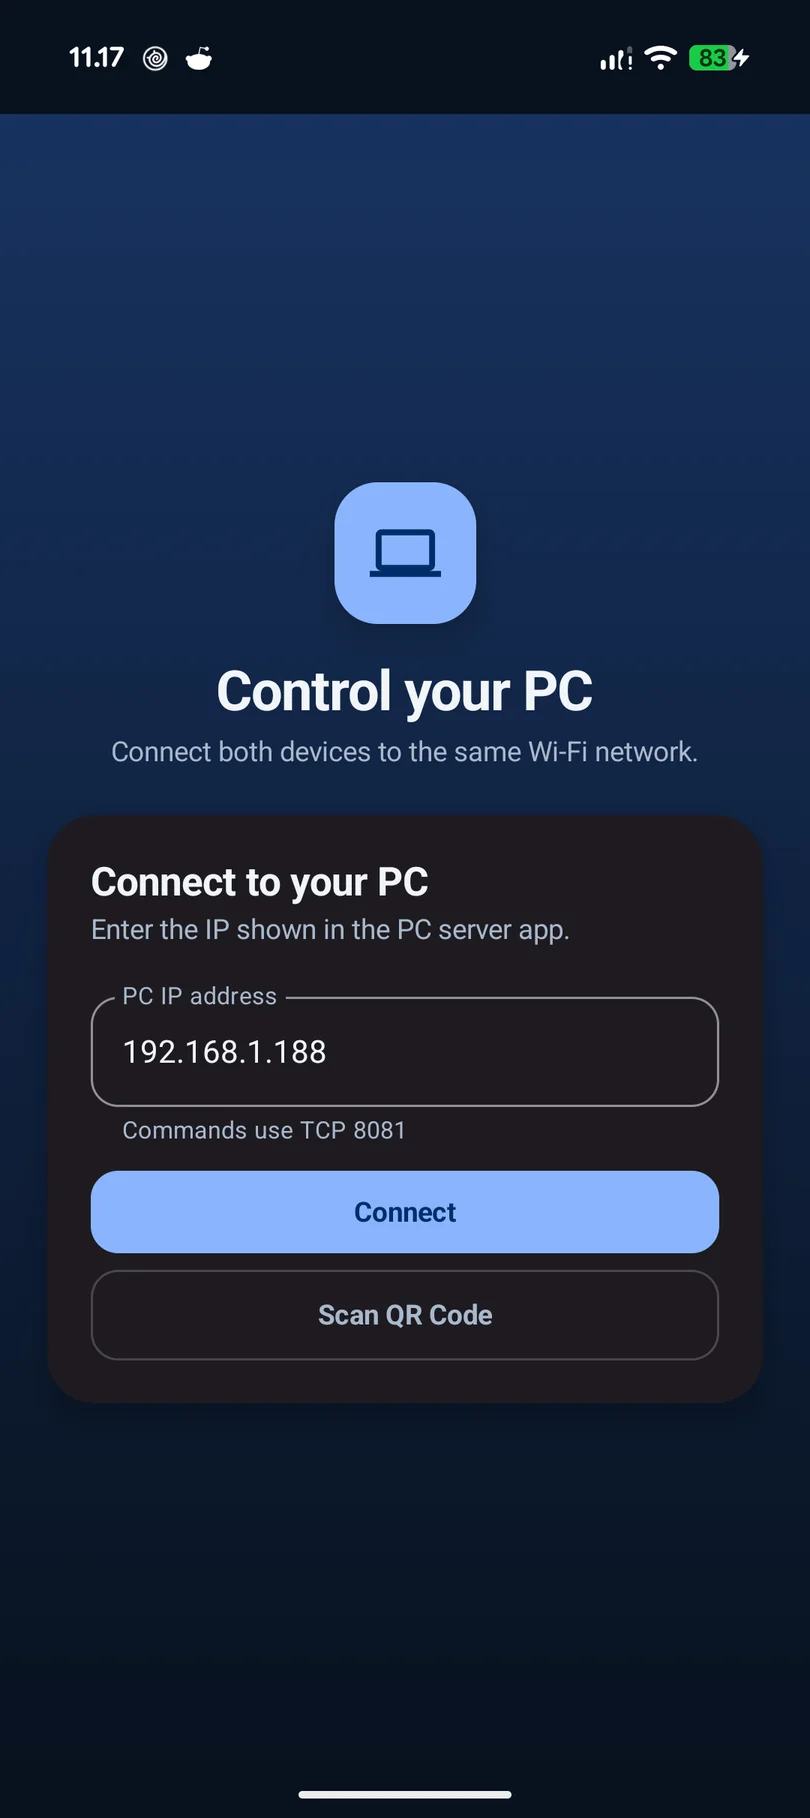 11.17
83
Control your PC
Connect both devices to the same Wi-Fi network.
Connect to your PC
Enter the IP shown in the PC server app.
PC IP address
192.168.1.188
Commands use TCP 8081
Connect
Scan QR Code